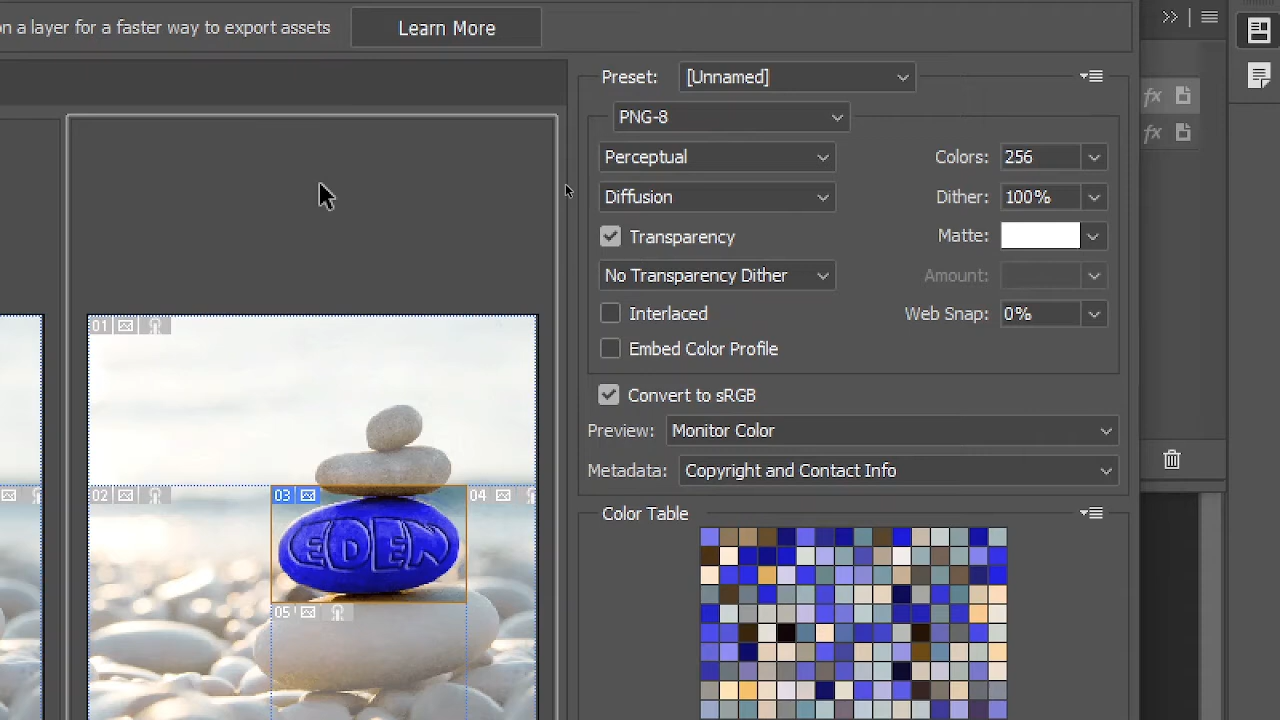 n a layer for a faster way to export assets
Learn More
Preset: [Unnamed]
fx
PNG-8
fx
Perceptual
Colors: 256
Diffusion
Dither: 100%
Transparency
Matte:
No Transparency Dither
Amount:
Interlaced
Web Snap: 0%
01
Embed Color Profile
Convert to sRGB
Preview: Monitor Color
Metadata: Copyright and Contact Info
02
03
04
Color Table
EDEN
05